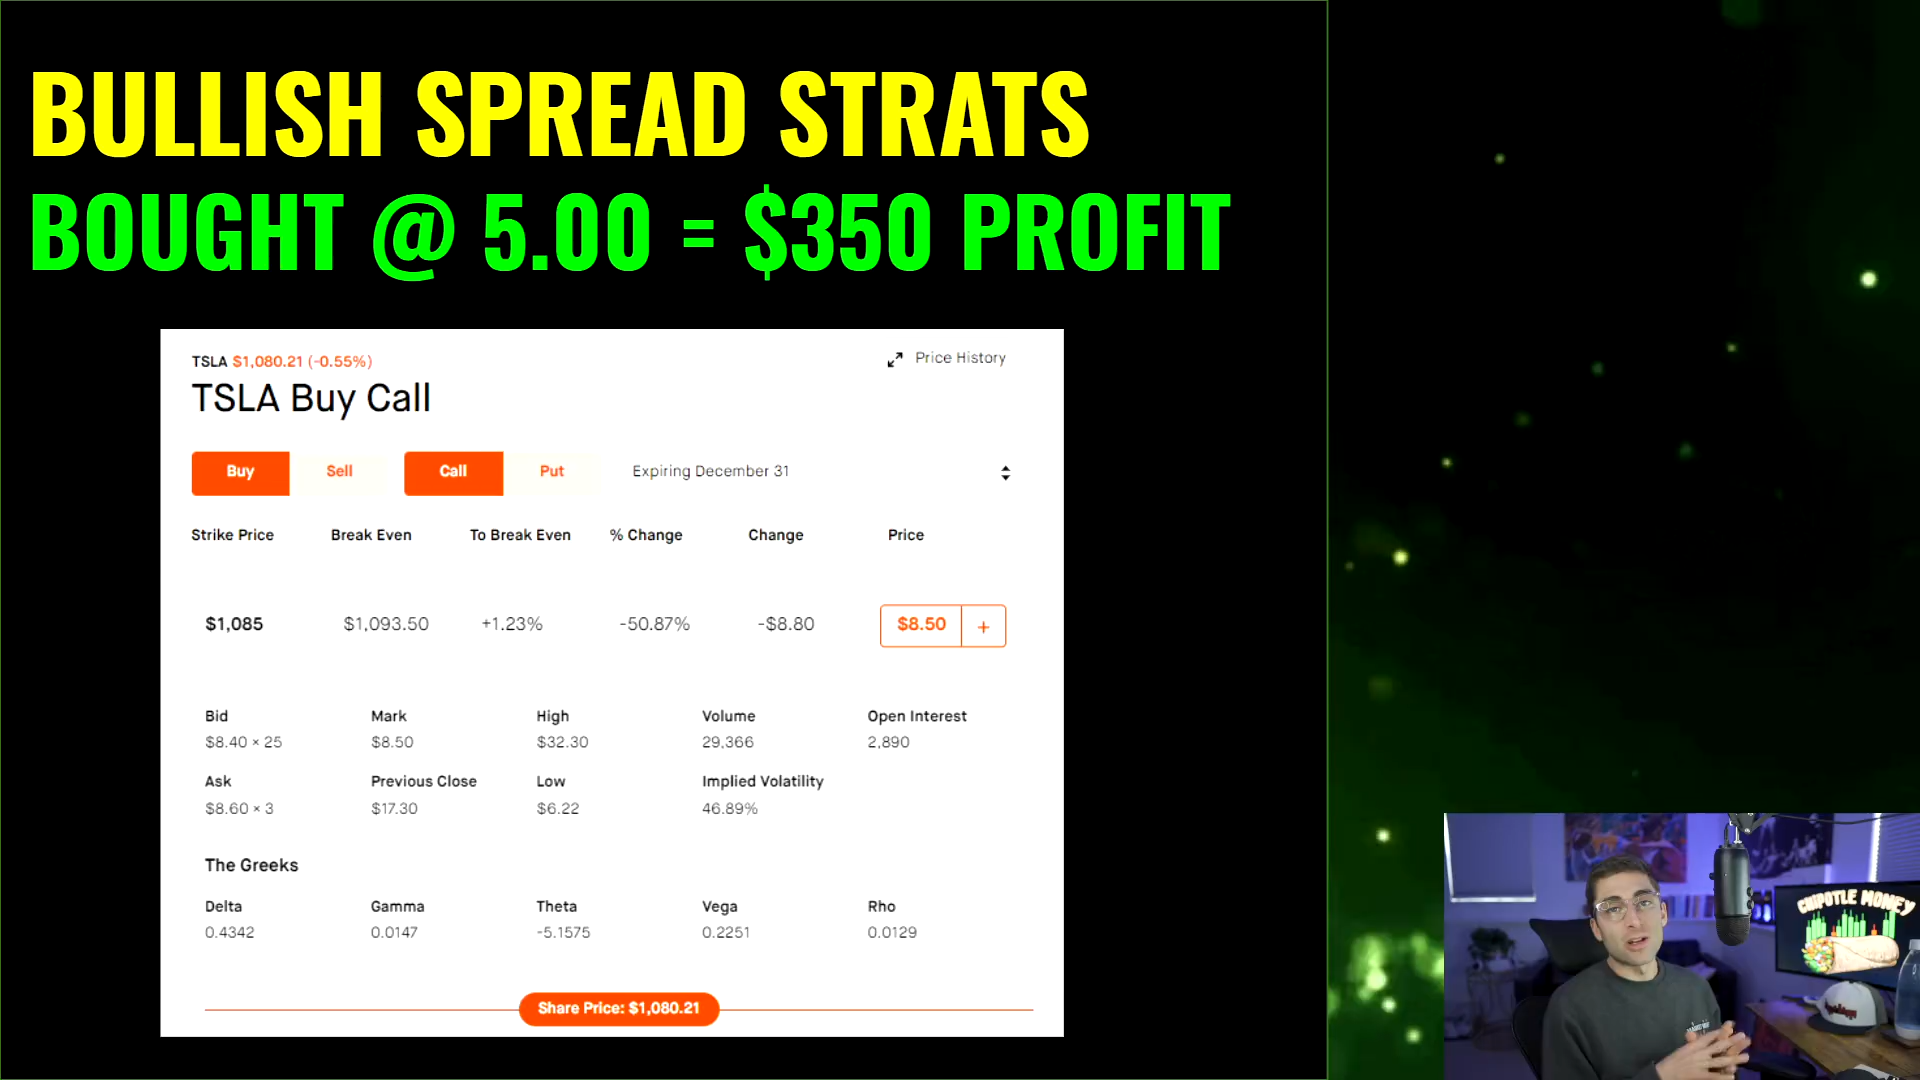 BULLISH SPREAD STRATS
BOUGHT @ 5.00 = $350 PROFIT
TSLA $1,080.21 (-0.55%)
Price History
TSLA Buy Call
Buy Sell Call Put Expiring December 31
Strike Price Break Even To Break Even % Change Change Price
$1,085 $1,093.50 +1.23% -50.87% -$8.80 $8.50 +
Bid Mark High Volume Open Interest
$8.40 × 25 $8.50 $32.30 29,366 2,890
Ask Previous Close Low Implied Volatility
$8.60 × 3 $17.30 $6.22 46.89%
The Greeks
Delta Gamma Theta Vega Rho
0.4342 0.0147 -5.1575 0.2251 0.0129
Share Price: $1,080.21
CHIPOTLE MONEY